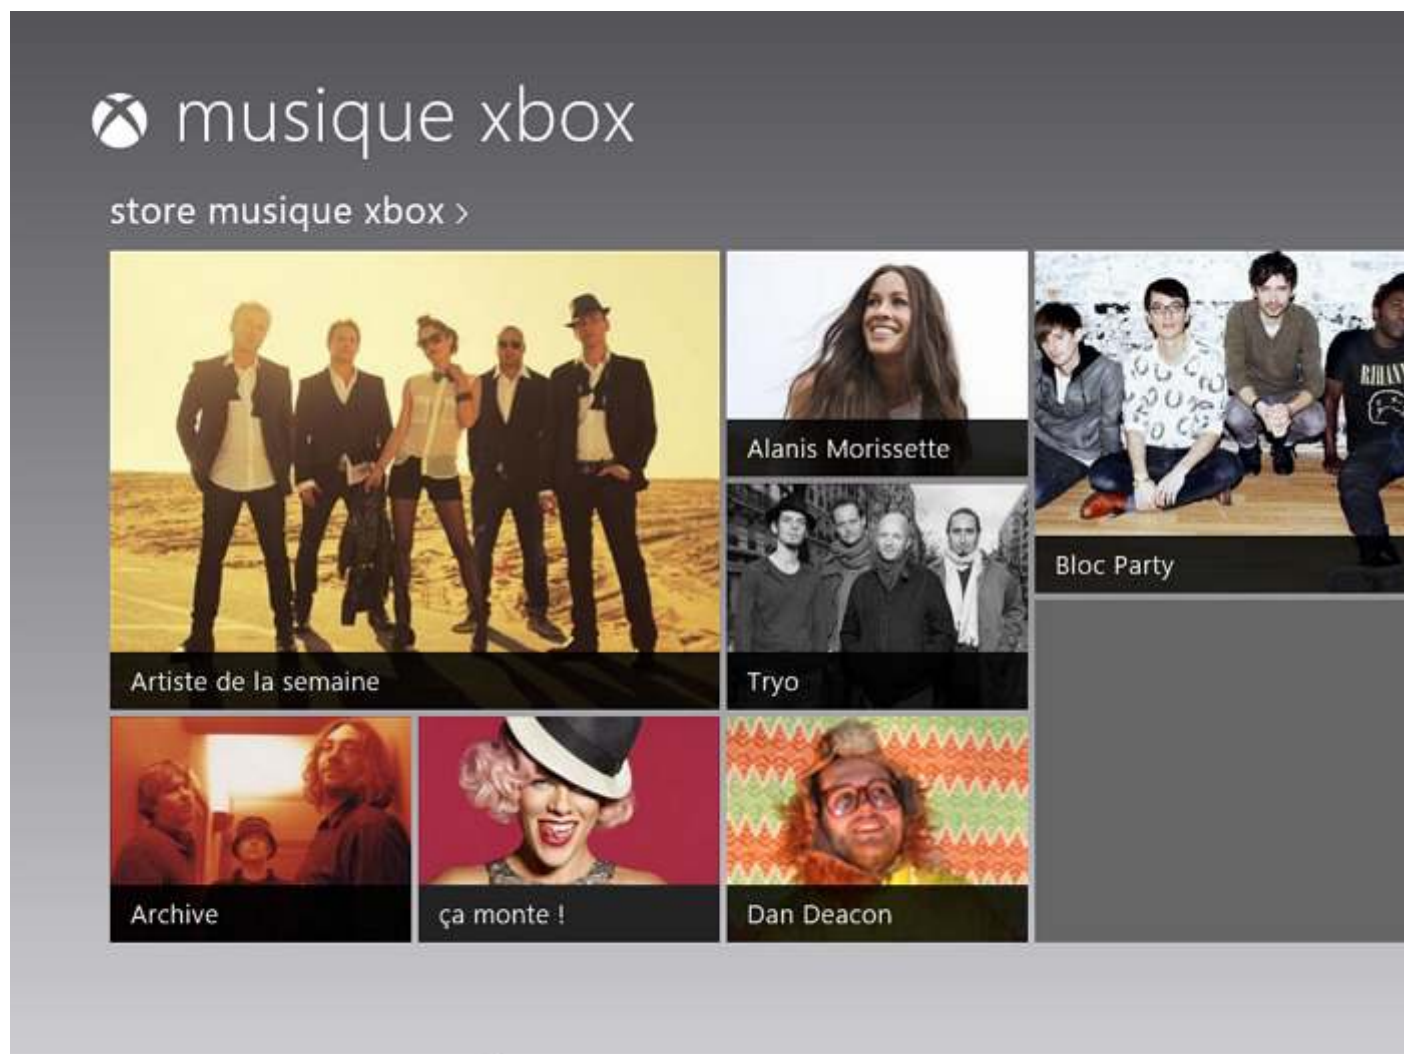 musique xbox
store musique xbox >
Artiste de la semaine
Alanis Morissette
Tryo
Bloc Party
Archive
ça monte !
Dan Deacon